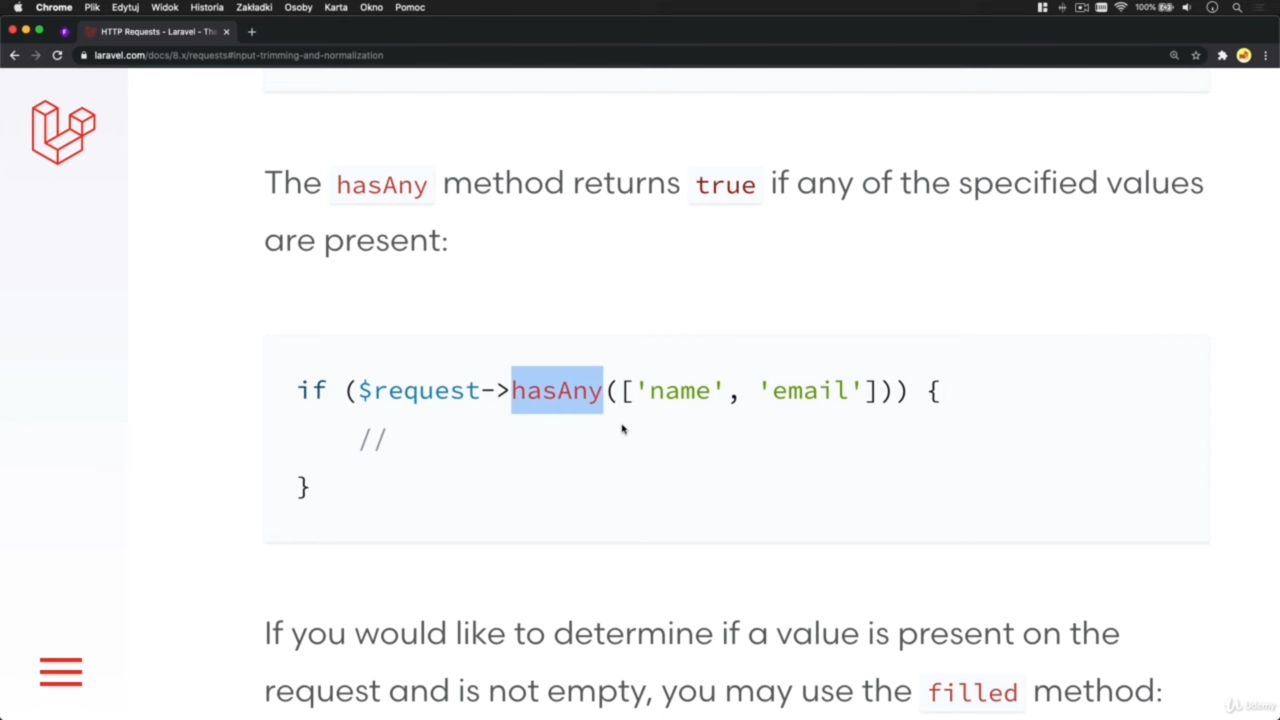 Chrome Plik Edytuj Widok Historia Zakładki Osoby Karta Okno Pomoc 100%
HTTP Requests - Laravel - The
laravel.com/docs/8.x/requests#input-trimming-and-normalization
The hasAny method returns true if any of the specified values
are present:
if ($request->hasAny(['name', 'email'])) {
//
}
If you would like to determine if a value is present on the
request and is not empty, you may use the filled method:
Udemy